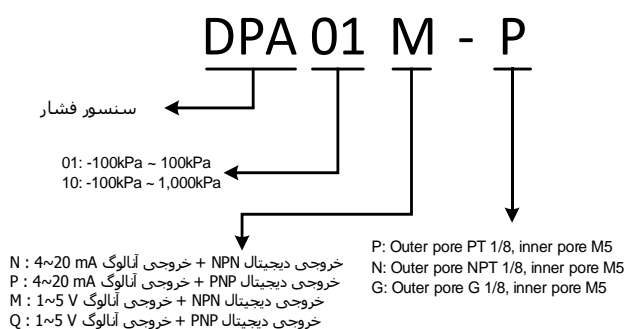 DPA 01 M - P
سنسور فشار
01: -100kPa ~ 100kPa
10: -100kPa ~ 1,000kPa
N : 4~20 mA خروجی دیجیتال NPN + خروجی آنالوگ
P : 4~20 mA خروجی دیجیتال PNP + خروجی آنالوگ
M : 1~5 V خروجی دیجیتال NPN + خروجی آنالوگ
Q : 1~5 V خروجی دیجیتال PNP + خروجی آنالوگ
P: Outer pore PT 1/8, inner pore M5
N: Outer pore NPT 1/8, inner pore M5
G: Outer pore G 1/8, inner pore M5